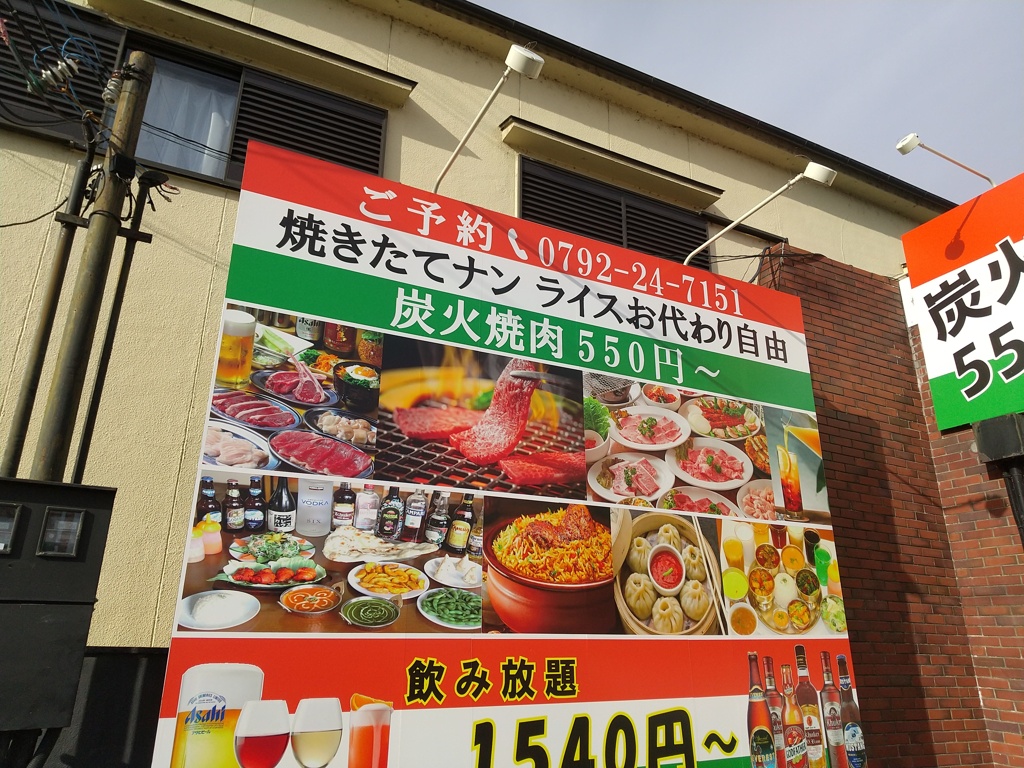 ご予約 0792-24-7151
焼きたてナン ライスお代わり自由
炭火焼肉 550円～
炭火
55
VODKA
飲み放題
Asahi
1540円～